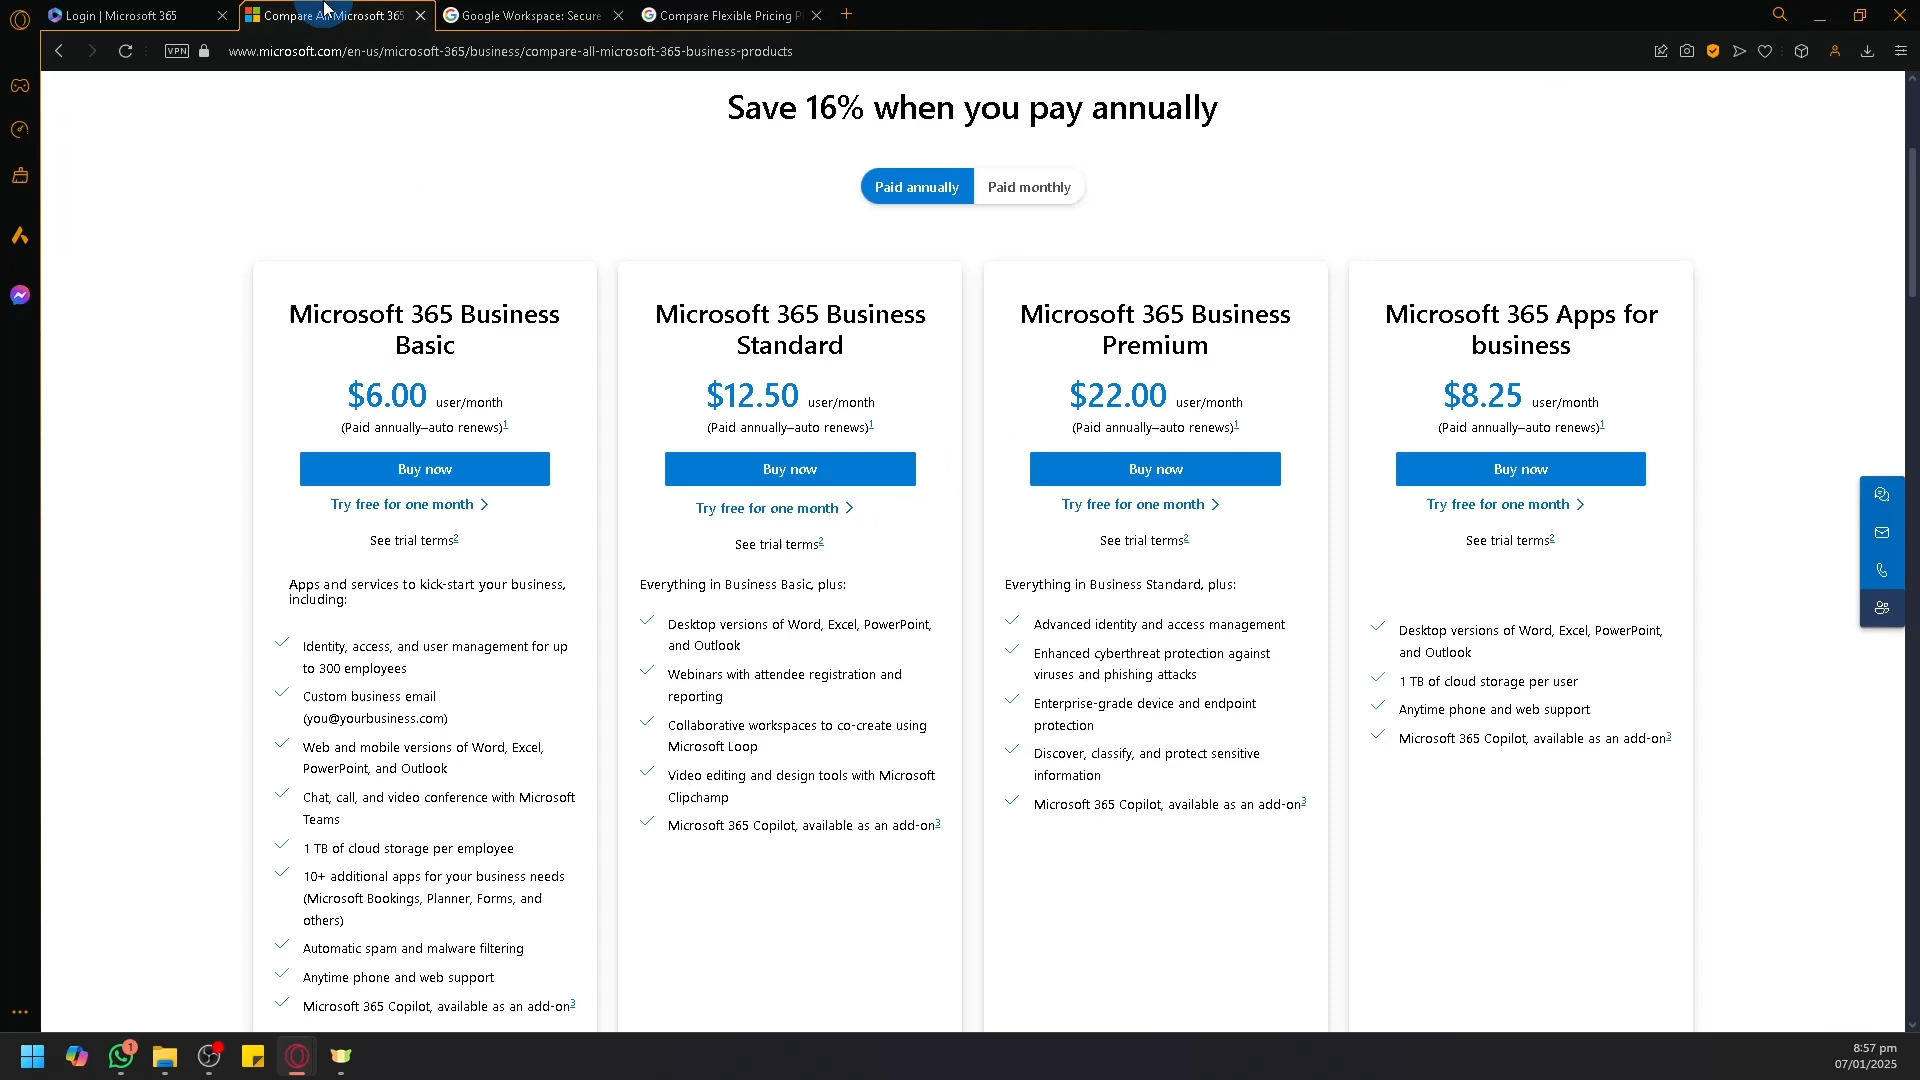 Login | Microsoft 365
Compare All Microsoft 365
Google Workspace: Secure
Compare Flexible Pricing P
VPN
www.microsoft.com/en-us/microsoft-365/business/compare-all-microsoft-365-business-products
Save 16% when you pay annually
Paid annually
Paid monthly
Microsoft 365 Business
Basic
$6.00 user/month
(Paid annually–auto renews)1
Buy now
Try free for one month
See trial terms2
Apps and services to kick-start your business,
including:
Identity, access, and user management for up
to 300 employees
Custom business email
(you@yourbusiness.com)
Web and mobile versions of Word, Excel,
PowerPoint, and Outlook
Chat, call, and video conference with Microsoft
Teams
1 TB of cloud storage per employee
10+ additional apps for your business needs
(Microsoft Bookings, Planner, Forms, and
others)
Automatic spam and malware filtering
Anytime phone and web support
Microsoft 365 Copilot, available as an add-on3
Microsoft 365 Business
Standard
$12.50 user/month
(Paid annually–auto renews)1
Buy now
Try free for one month
See trial terms2
Everything in Business Basic, plus:
Desktop versions of Word, Excel, PowerPoint,
and Outlook
Webinars with attendee registration and
reporting
Collaborative workspaces to co-create using
Microsoft Loop
Video editing and design tools with Microsoft
Clipchamp
Microsoft 365 Copilot, available as an add-on3
Microsoft 365 Business
Premium
$22.00 user/month
(Paid annually–auto renews)1
Buy now
Try free for one month
See trial terms2
Everything in Business Standard, plus:
Advanced identity and access management
Enhanced cyberthreat protection against
viruses and phishing attacks
Enterprise-grade device and endpoint
protection
Discover, classify, and protect sensitive
information
Microsoft 365 Copilot, available as an add-on3
Microsoft 365 Apps for
business
$8.25 user/month
(Paid annually–auto renews)1
Buy now
Try free for one month
See trial terms2
Desktop versions of Word, Excel, PowerPoint,
and Outlook
1 TB of cloud storage per user
Anytime phone and web support
Microsoft 365 Copilot, available as an add-on3
1
8:57 pm
07/01/2025